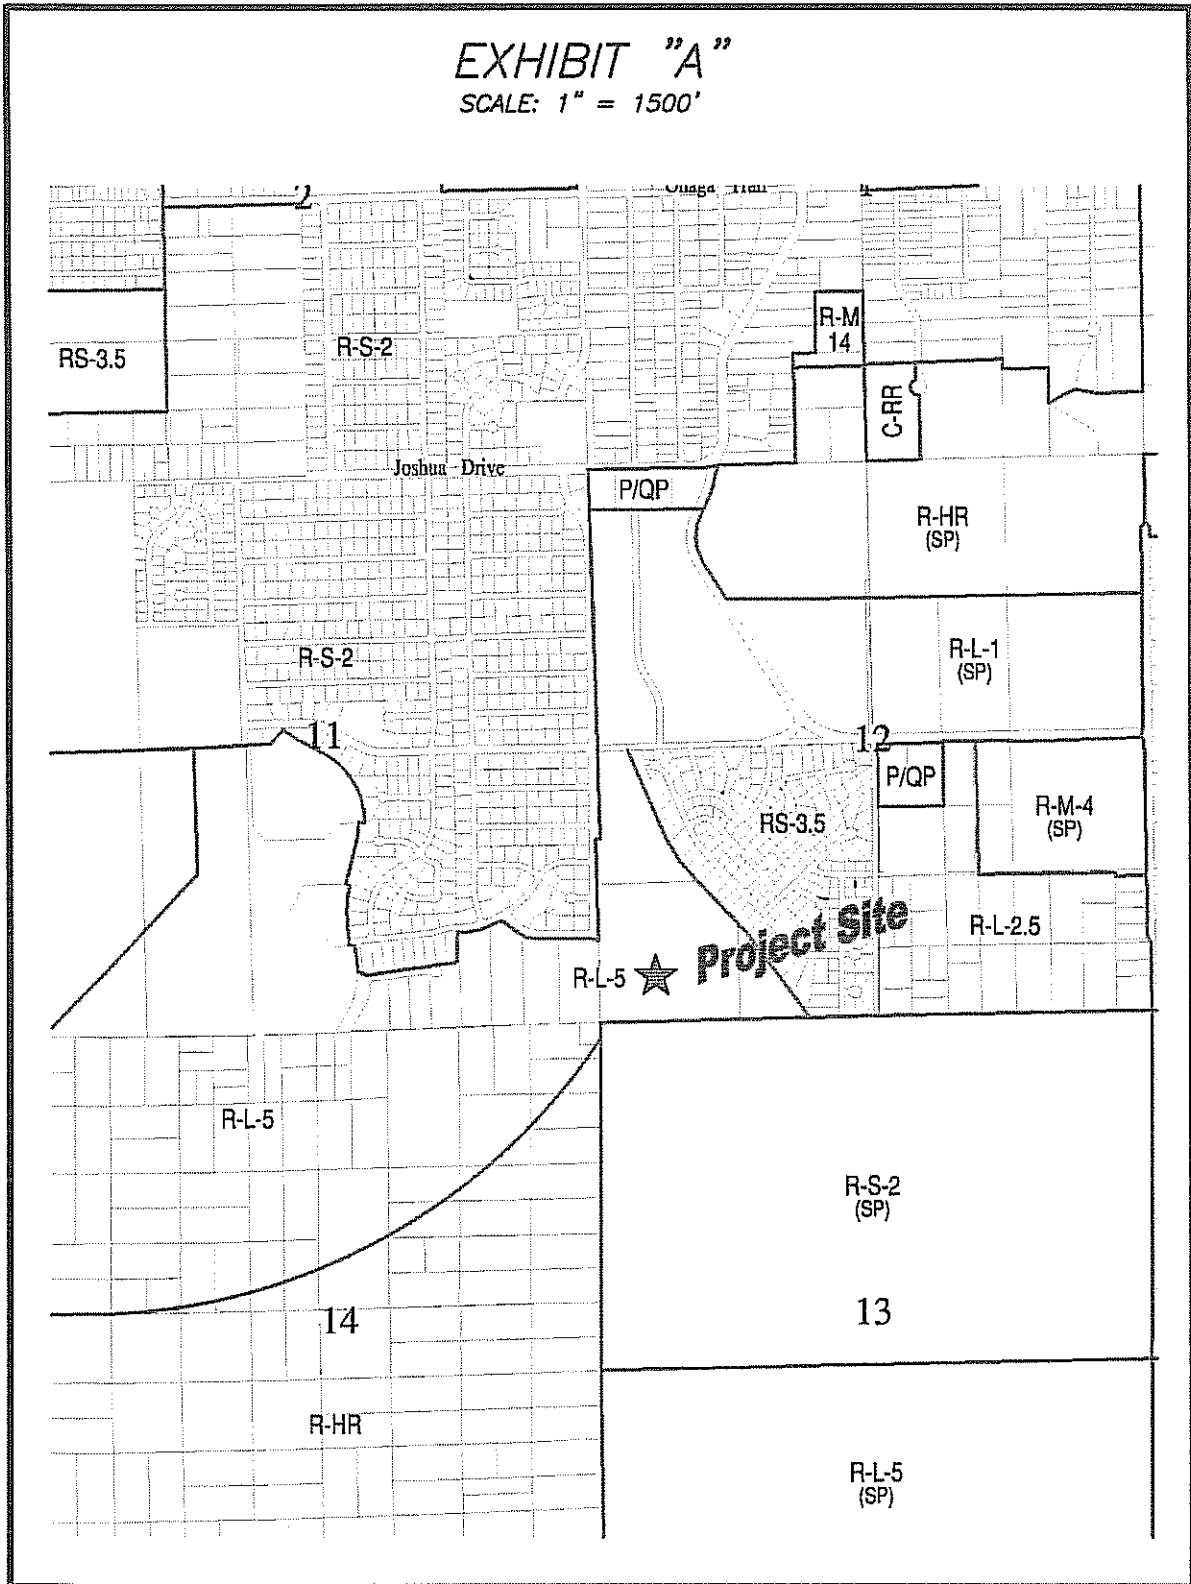 EXHIBIT "A"
SCALE: 1" = 1500'
2
RS-3.5
R-S-2
R-M
14
C-RR
Joshua Drive
P/QP
R-HR
(SP)
R-S-2
R-L-1
(SP)
11
12
P/QP
RS-3.5
R-M-4
(SP)
Project Site
R-L-2.5
R-L-5
R-L-5
R-S-2
(SP)
14
13
R-HR
R-L-5
(SP)